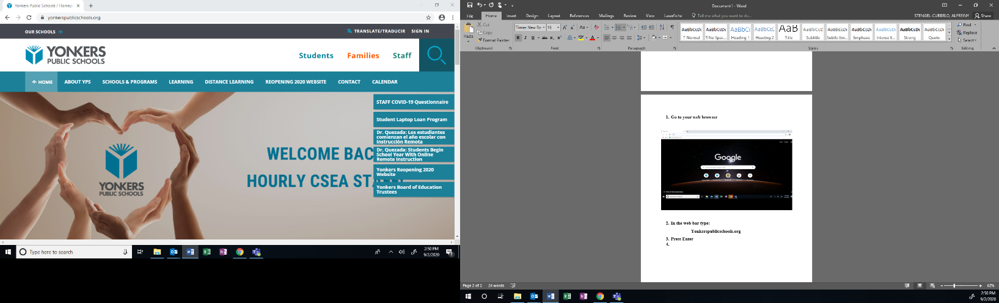 Yonkers Public Schools / Homep
yonkerspublicschools.org
OUR SCHOOLS
TRANSLATE/TRADUCIR SIGN IN
YONKERS
PUBLIC SCHOOLS
Students Families Staff
HOME ABOUT YPS SCHOOLS & PROGRAMS LEARNING DISTANCE LEARNING REOPENING 2020 WEBSITE CONTACT CALENDAR
STAFF COVID-19 Questionnaire
Student Laptop Loan Program
Dr. Quezada: Los estudiantes
comienzan el año escolar con
Instrucción Remota
Dr. Quezada: Students Begin
School Year With Online
Remote Instruction
Yonkers Reopening 2020
Website
Yonkers Board of Education
Trustees
WELCOME BAC
HOURLY CSEA STA
YONKERS
PUBLIC SCHOOLS
Type here to search
2:50 PM
9/2/2020
2
Document1 - Word
File Home Insert Design Layout References Mailings Review View Laserfiche Tell me what you want to do...
STENGEL-CURBELO, ALFREINY Share
Paste
Cut
Copy
Format Painter
Clipboard
Times New Ro 16
Font
Paragraph
AaBbCcDc AaBbCcDc AaBbCc AaBbCcL AaB AaBbCcD AaBbCcDc AaBbCcDc AaBbCcDc AaBbCcDc AaBbCcDc
¶ Normal ¶ No Spac... Heading 1 Heading 2 Title Subtitle Subtle Em... Emphasis Intense E... Strong Quote
Styles
Find
Replace
Select
Editing
1. Go to your web browser
Google
2. In the web bar type:
Yonkerspublicschools.org
3. Press Enter
4.
Page 2 of 2 24 words
62%
2:50 PM
9/2/2020